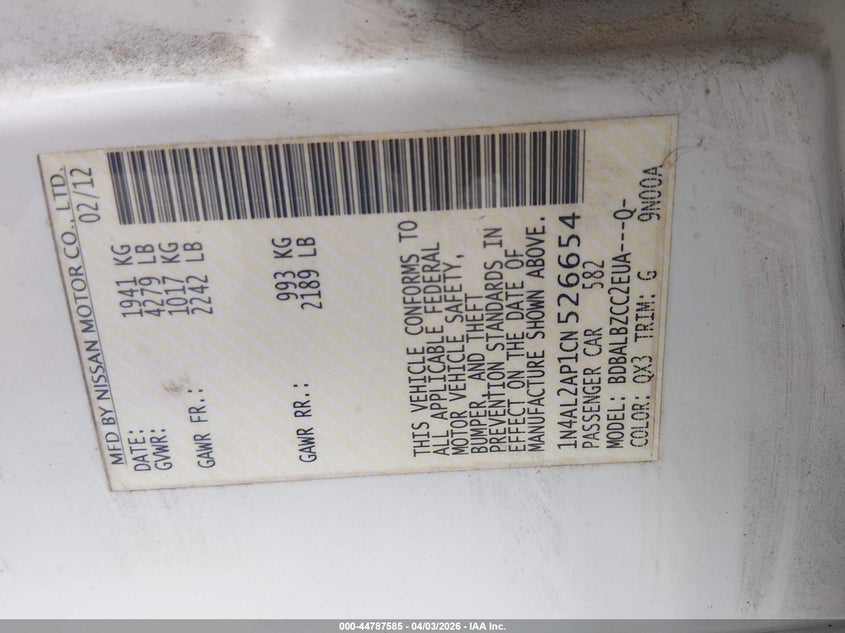 MFD BY NISSAN MOTOR CO., LTD.
DATE: 02/12
GVWR: 1941 KG
4279 LB
GAWR FR.: 1017 KG
2242 LB
GAWR RR.: 993 KG
2189 LB
THIS VEHICLE CONFORMS TO
ALL APPLICABLE FEDERAL
MOTOR VEHICLE SAFETY,
BUMPER, AND THEFT
PREVENTION STANDARDS IN
EFFECT ON THE DATE OF
MANUFACTURE SHOWN ABOVE.
1N4AL2AP1CN526654
PASSENGER CAR 582
MODEL: BDBALBZCC2EUA---Q-
COLOR: QX3 TRIM: G 9N00A
000-44787585 - 04/03/2026 - IAA Inc.